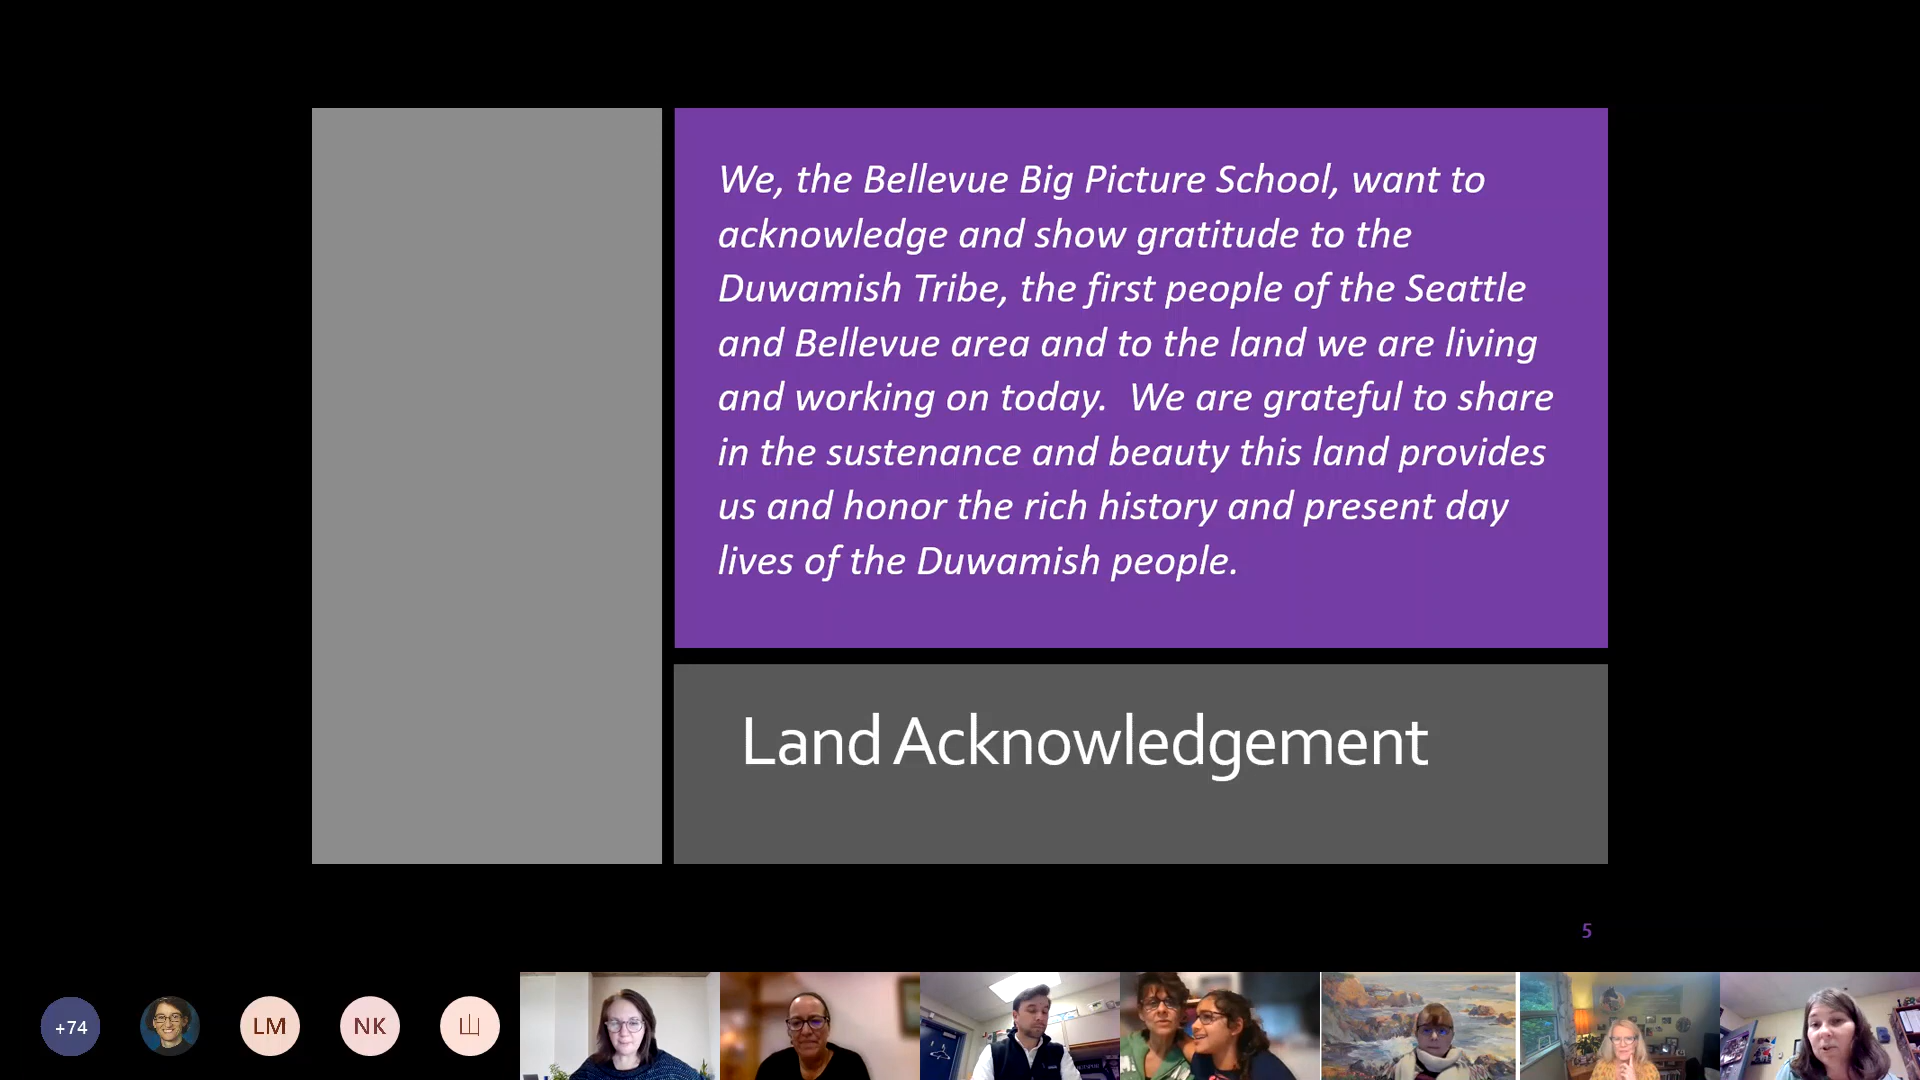 We, the Bellevue Big Picture School, want to
acknowledge and show gratitude to the
Duwamish Tribe, the first people of the Seattle
and Bellevue area and to the land we are living
and working on today.  We are grateful to share
in the sustenance and beauty this land provides
us and honor the rich history and present day
lives of the Duwamish people.
Land Acknowledgement
5
+74
LM
NK
山